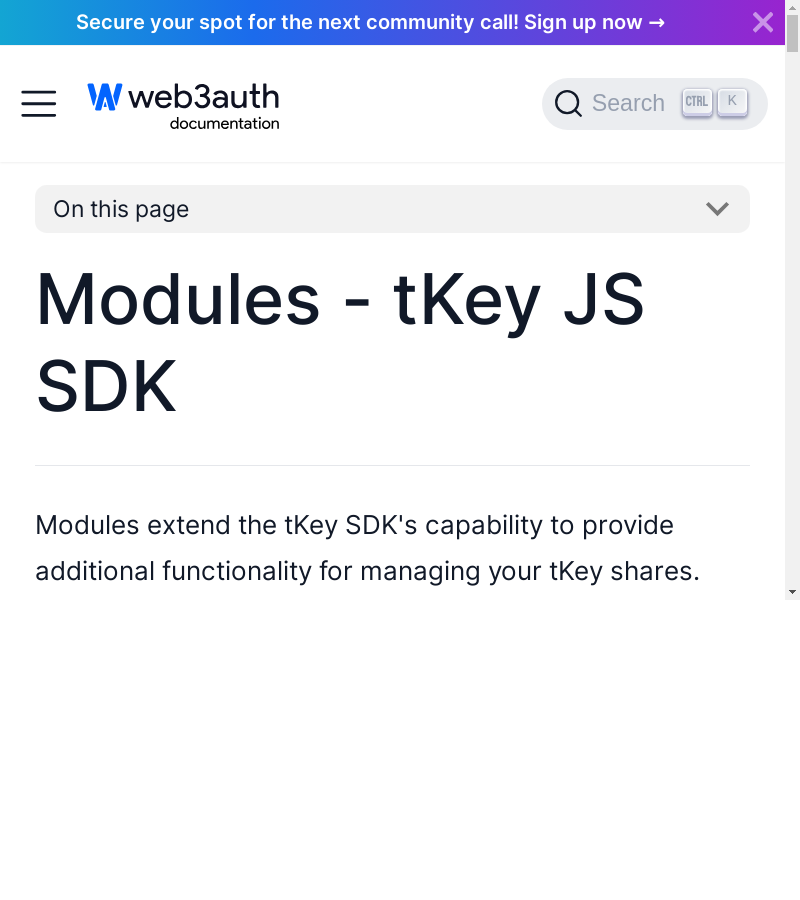 Secure your spot for the next community call! Sign up now →
web3auth
documentation
Search CTRL K
On this page
Modules - tKey JS
SDK
Modules extend the tKey SDK's capability to provide
additional functionality for managing your tKey shares.